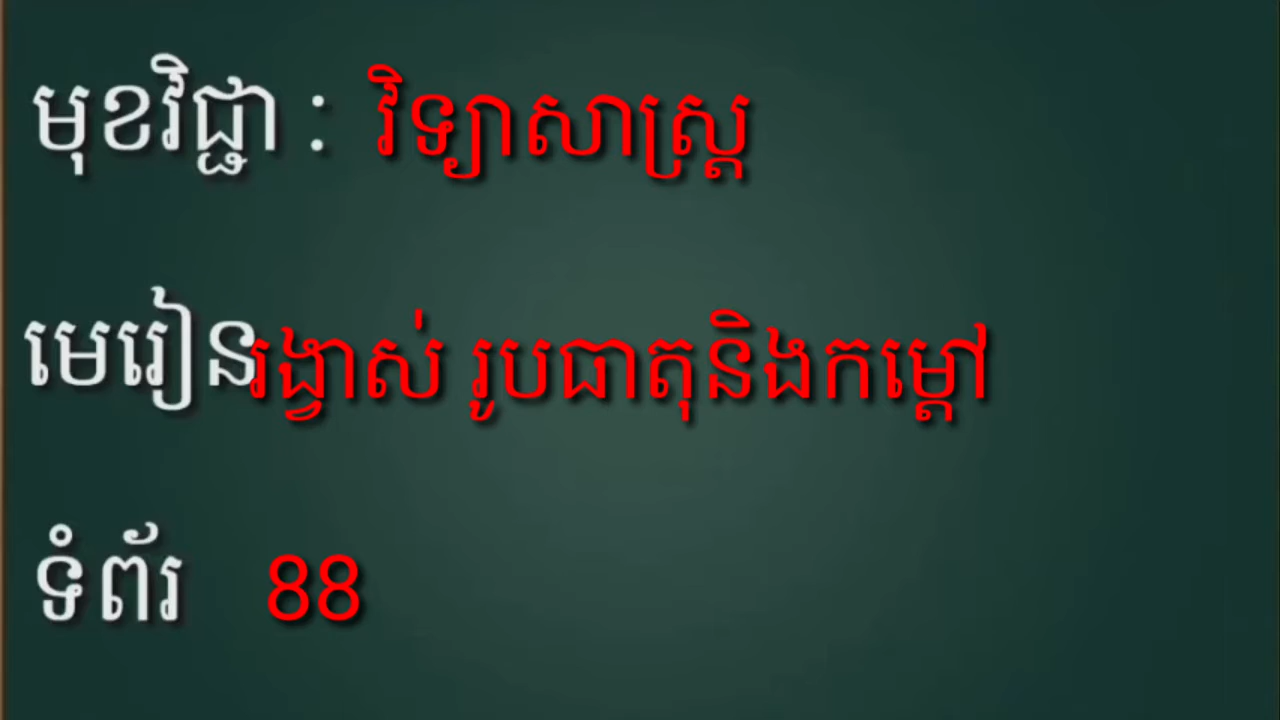 មុខវិជ្ជា : វិទ្យាសាស្ត្រ
មេរៀនរង្វាស់ រូបធាតុនិងកម្ដៅ
ទំព័រ 88